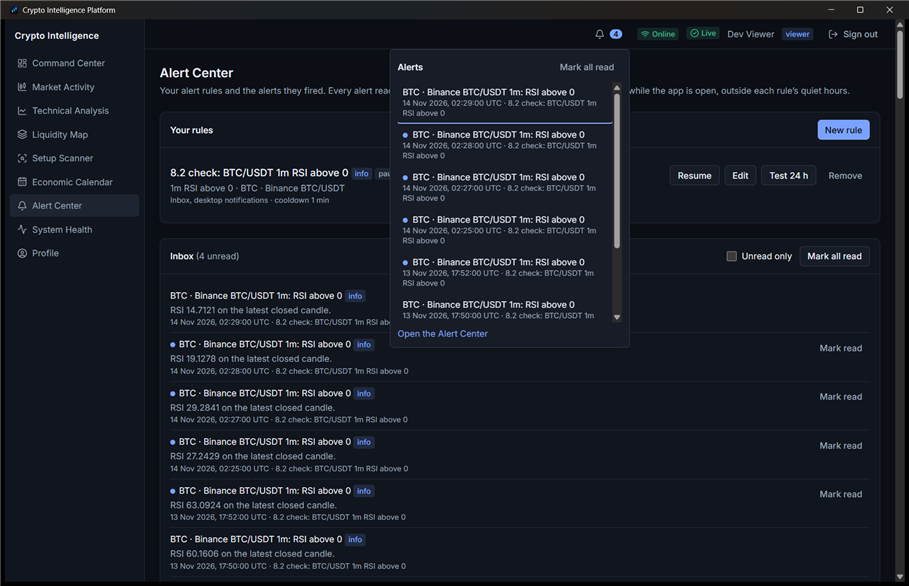 Crypto Intelligence Platform
Crypto Intelligence
4
Online
Live
Dev Viewer
viewer
Sign out
Command Center
Market Activity
Technical Analysis
Liquidity Map
Setup Scanner
Economic Calendar
Alert Center
System Health
Profile
Alert Center
Your alert rules and the alerts they fired. Every alert
while the app is open, outside each rule's quiet hours.
Your rules
New rule
8.2 check: BTC/USDT 1m RSI above 0 info
1m RSI above 0 · BTC · Binance BTC/USDT
Inbox, desktop notifications · cooldown 1 min
Resume
Edit
Test 24 h
Remove
Alerts
Mark all read
BTC · Binance BTC/USDT 1m: RSI above 0
14 Nov 2026, 02:29:00 UTC · 8.2 check: BTC/USDT 1m
RSI above 0
BTC · Binance BTC/USDT 1m: RSI above 0
14 Nov 2026, 02:28:00 UTC · 8.2 check: BTC/USDT 1m
RSI above 0
BTC · Binance BTC/USDT 1m: RSI above 0
14 Nov 2026, 02:27:00 UTC · 8.2 check: BTC/USDT 1m
RSI above 0
BTC · Binance BTC/USDT 1m: RSI above 0
14 Nov 2026, 02:25:00 UTC · 8.2 check: BTC/USDT 1m
RSI above 0
BTC · Binance BTC/USDT 1m: RSI above 0
13 Nov 2026, 17:52:00 UTC · 8.2 check: BTC/USDT 1m
RSI above 0
BTC · Binance BTC/USDT 1m: RSI above 0
13 Nov 2026, 17:50:00 UTC · 8.2 check: BTC/USDT 1m
Open the Alert Center
Inbox (4 unread)
Unread only
Mark all read
BTC · Binance BTC/USDT 1m: RSI above 0 info
RSI 14.7121 on the latest closed candle.
14 Nov 2026, 02:29:00 UTC · 8.2 check: BTC/USDT 1m RSI
BTC · Binance BTC/USDT 1m: RSI above 0 info
Mark read
RSI 19.1278 on the latest closed candle.
14 Nov 2026, 02:28:00 UTC · 8.2 check: BTC/USDT 1m RSI above 0
BTC · Binance BTC/USDT 1m: RSI above 0 info
Mark read
RSI 29.2841 on the latest closed candle.
14 Nov 2026, 02:27:00 UTC · 8.2 check: BTC/USDT 1m RSI above 0
BTC · Binance BTC/USDT 1m: RSI above 0 info
Mark read
RSI 27.2429 on the latest closed candle.
14 Nov 2026, 02:25:00 UTC · 8.2 check: BTC/USDT 1m RSI above 0
BTC · Binance BTC/USDT 1m: RSI above 0 info
Mark read
RSI 63.0924 on the latest closed candle.
13 Nov 2026, 17:52:00 UTC · 8.2 check: BTC/USDT 1m RSI above 0
BTC · Binance BTC/USDT 1m: RSI above 0 info
RSI 60.1606 on the latest closed candle.
13 Nov 2026, 17:50:00 UTC · 8.2 check: BTC/USDT 1m RSI above 0